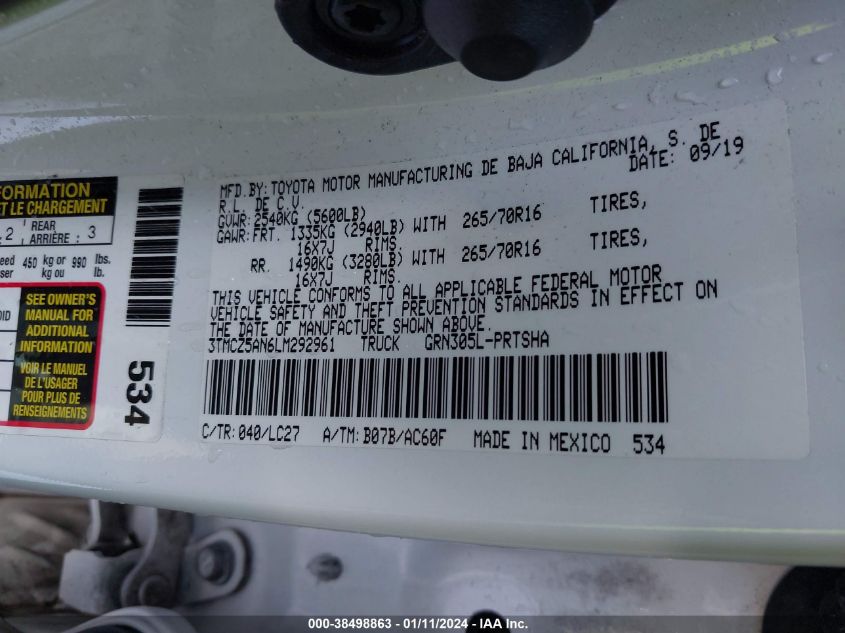 FORMATION
ET LE CHARGEMENT
2 REAR
ARRIÈRE : 3
450 kg or 990 lbs.
kg ou lb.
SEE OWNER'S
MANUAL FOR
ADDITIONAL
INFORMATION
VOIR LE MANUEL
DE L'USAGER
POUR PLUS DE
RENSEIGNEMENTS
534
MFD. BY: TOYOTA MOTOR MANUFACTURING DE BAJA CALIFORNIA, S. DE
R.L. DE C.V. DATE: 09/19
GVWR: 2540KG (5600LB)
GAWR: FRT. 1335KG (2940LB) WITH 265/70R16 TIRES,
16X7J RIMS.
RR. 1490KG (3280LB) WITH 265/70R16 TIRES,
16X7J RIMS.
THIS VEHICLE CONFORMS TO ALL APPLICABLE FEDERAL MOTOR
VEHICLE SAFETY AND THEFT PREVENTION STANDARDS IN EFFECT ON
THE DATE OF MANUFACTURE SHOWN ABOVE.
3TMCZ5AN6LM292961 TRUCK GRN305L-PRTSHA
C/TR: 040/LC27 A/TM: B07B/AC60F MADE IN MEXICO 534
000-38498863 - 01/11/2024 - IAA Inc.